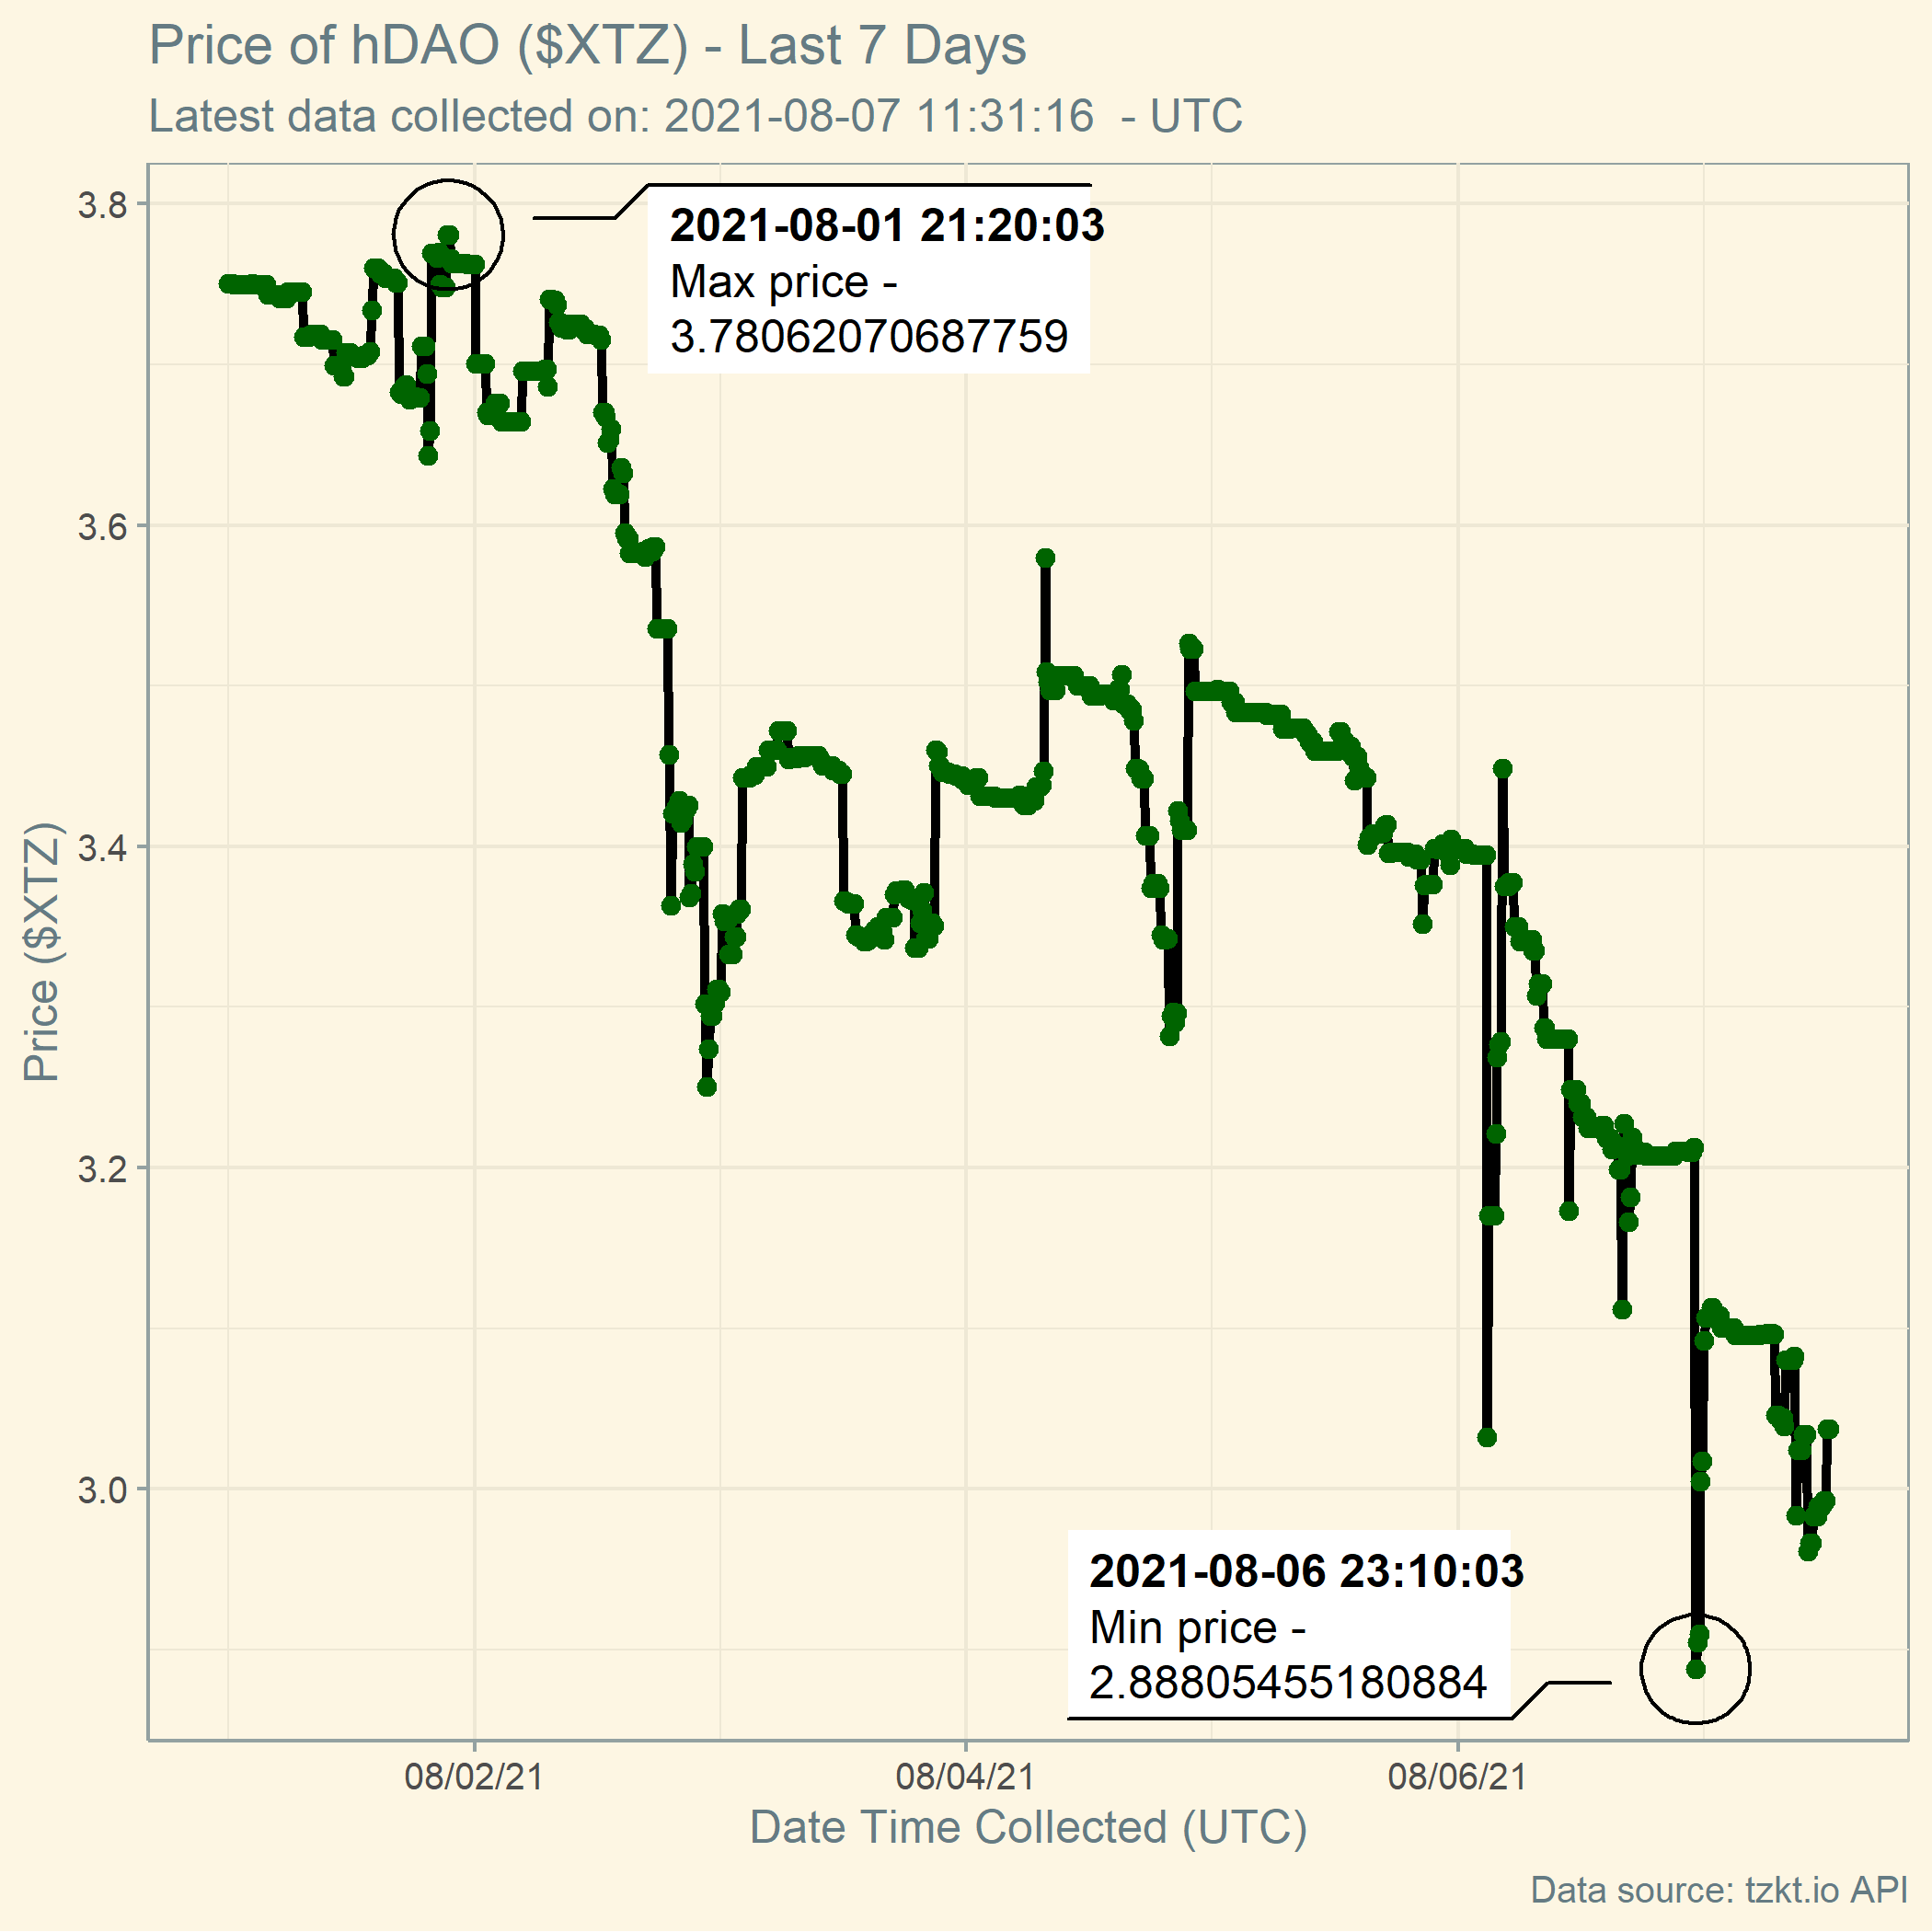 Price of hDAO ($XTZ) - Last 7 Days
Latest data collected on: 2021-08-07 11:31:16  - UTC
2021-08-01 21:20:03
Max price -
3.78062070687759
3.8
3.6
3.4
3.2
3.0
Price ($XTZ)
2021-08-06 23:10:03
Min price -
2.88805455180884
08/02/21
08/04/21
08/06/21
Date Time Collected (UTC)
Data source: tzkt.io API